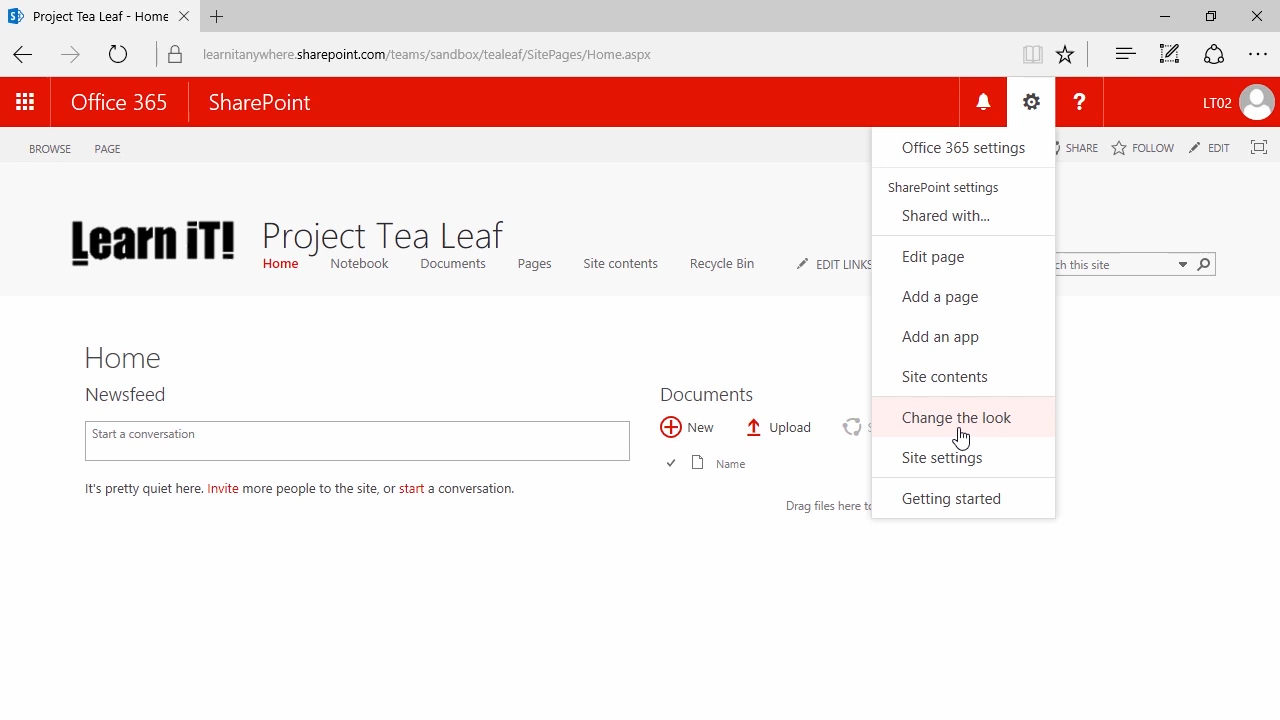 Project Tea Leaf - Home
learnitanywhere.sharepoint.com/teams/sandbox/tealeaf/SitePages/Home.aspx
Office 365 SharePoint ? LT02
BROWSE PAGE SHARE FOLLOW EDIT
Office 365 settings
SharePoint settings
Shared with...
Edit page
Add a page
Add an app
Site contents
Change the look
Site settings
Getting started
Learn iT!
Project Tea Leaf
Home Notebook Documents Pages Site contents Recycle Bin EDIT LINKS
this site
Home
Newsfeed
Start a conversation
It's pretty quiet here. Invite more people to the site, or start a conversation.
Documents
New Upload
Name
Drag files here